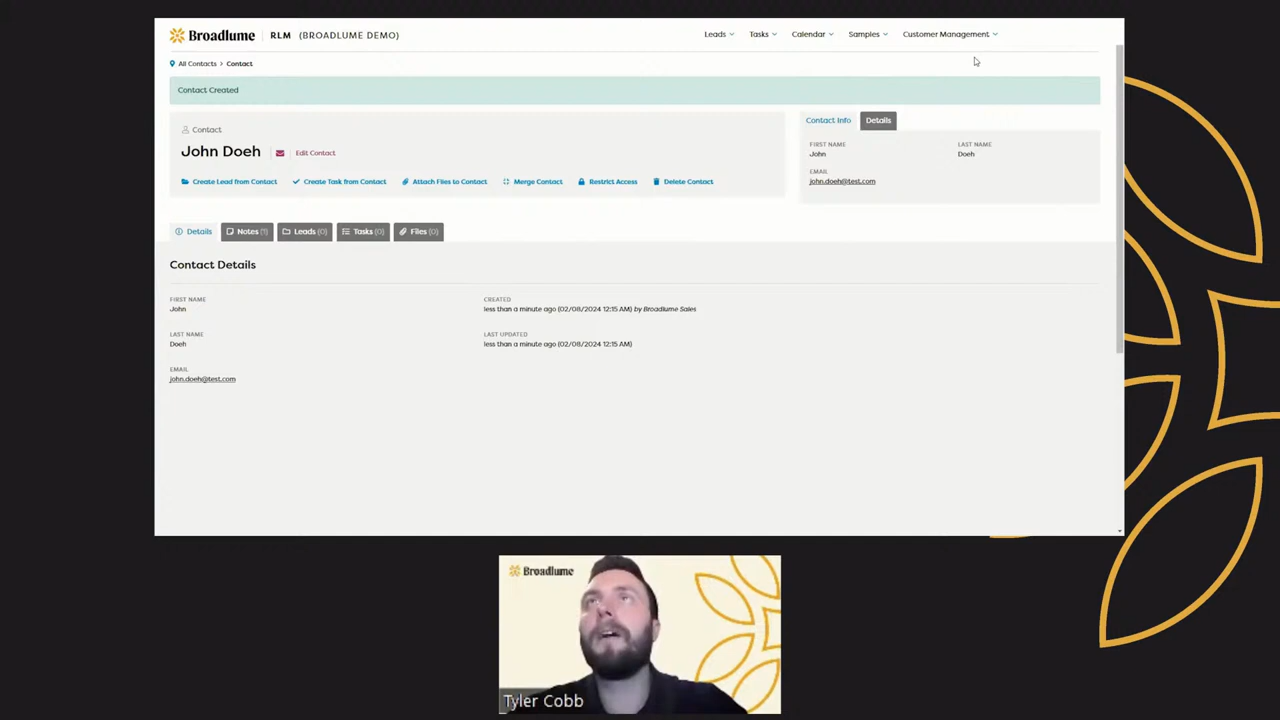 Broadlume RLM (BROADLUME DEMO) Leads Tasks Calendar Samples Customer Management
All Contacts > Contact
Contact Created
Contact
John Doeh Edit Contact
Create Lead from Contact Create Task from Contact Attach Files to Contact Merge Contact Restrict Access Delete Contact
Contact Info Details
FIRST NAME LAST NAME
John Doeh
EMAIL
john.doeh@test.com
Details Notes (1) Leads (0) Tasks (0) Files (0)
Contact Details
FIRST NAME CREATED
John less than a minute ago (02/08/2024 12:15 AM) by Broadlume Sales
LAST NAME LAST UPDATED
Doeh less than a minute ago (02/08/2024 12:15 AM)
EMAIL
john.doeh@test.com
Broadlume
Tyler Cobb